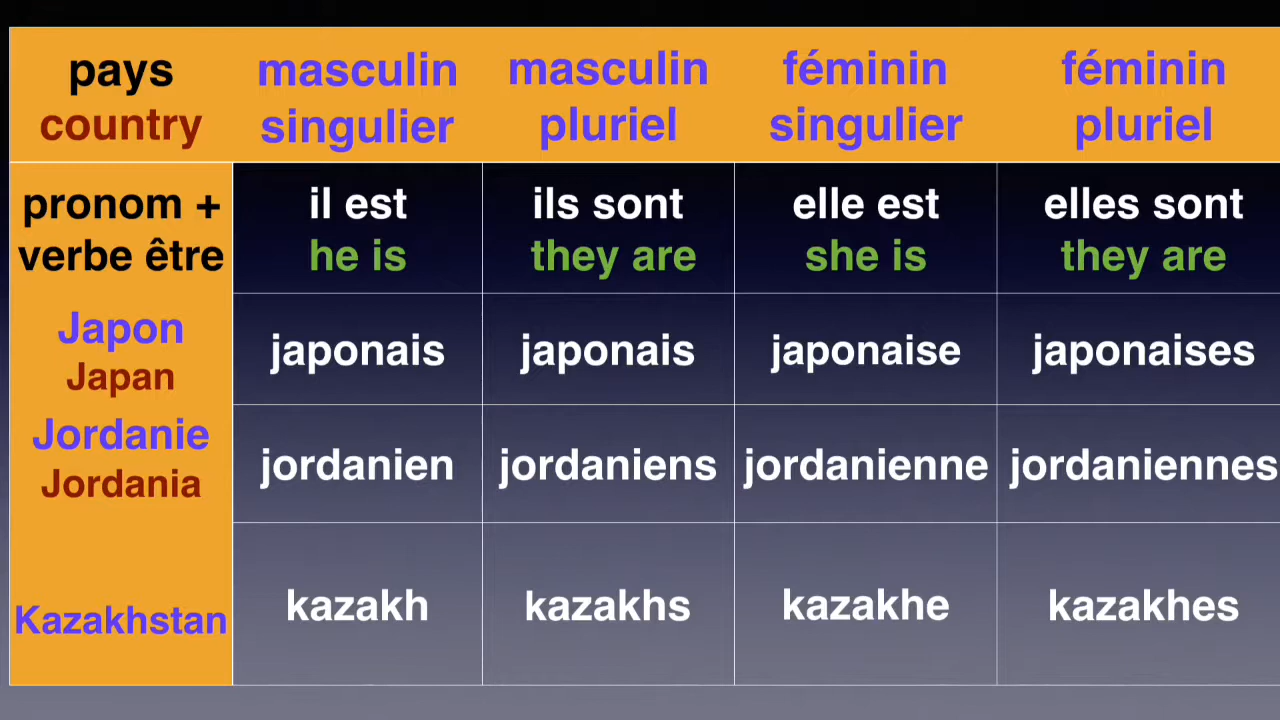 pays masculin masculin féminin féminin
country singulier pluriel singulier pluriel
pronom + il est ils sont elle est elles sont
verbe être he is they are she is they are
Japon
Japan japonais japonais japonaise japonaises
Jordanie
Jordania jordanien jordaniens jordanienne jordaniennes
Kazakhstan kazakh kazakhs kazakhe kazakhes